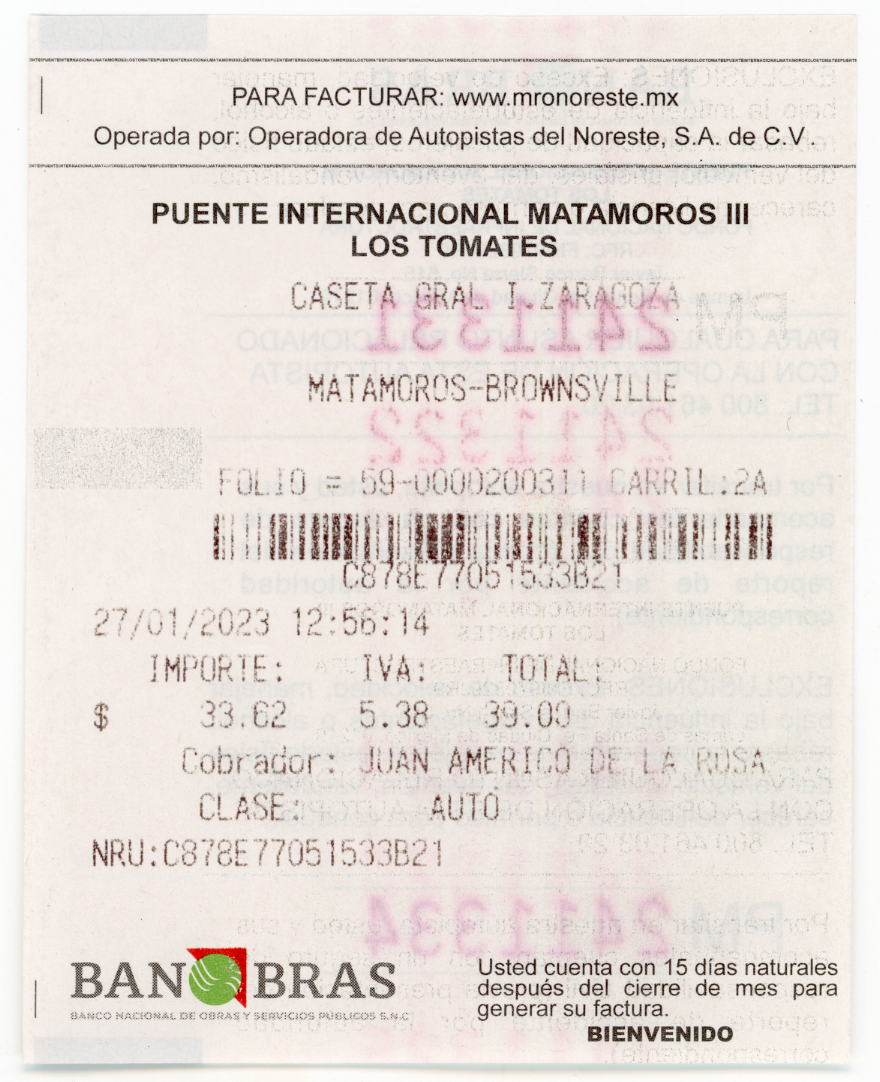 PARA FACTURAR: www.mronoreste.mx
Operada por: Operadora de Autopistas del Noreste, S.A. de C.V
PUENTE INTERNACIONAL MATAMOROS III
LOS TOMATES
CASETA GRAL I ZARAGOZA
MATAMOROS-BROWNSVILLE
FOLIO = 59-0000200311 CARRIL.2A
C878E77051533B21
27/01/2023 12:56:14
IMPORTE: IVA: TOTAL:
$ 33.62 5.38 39.00
Cobrador: JUAN AMERICO DE LA ROSA
CLASE: AUTO
NRU:C878E77051533B21
BANOBRAS
BANCO NACIONAL DE OBRAS Y SERVICIOS PÚBLICOS S.N.C
Usted cuenta con 15 días naturales
después del cierre de mes para
generar su factura.
BIENVENIDO